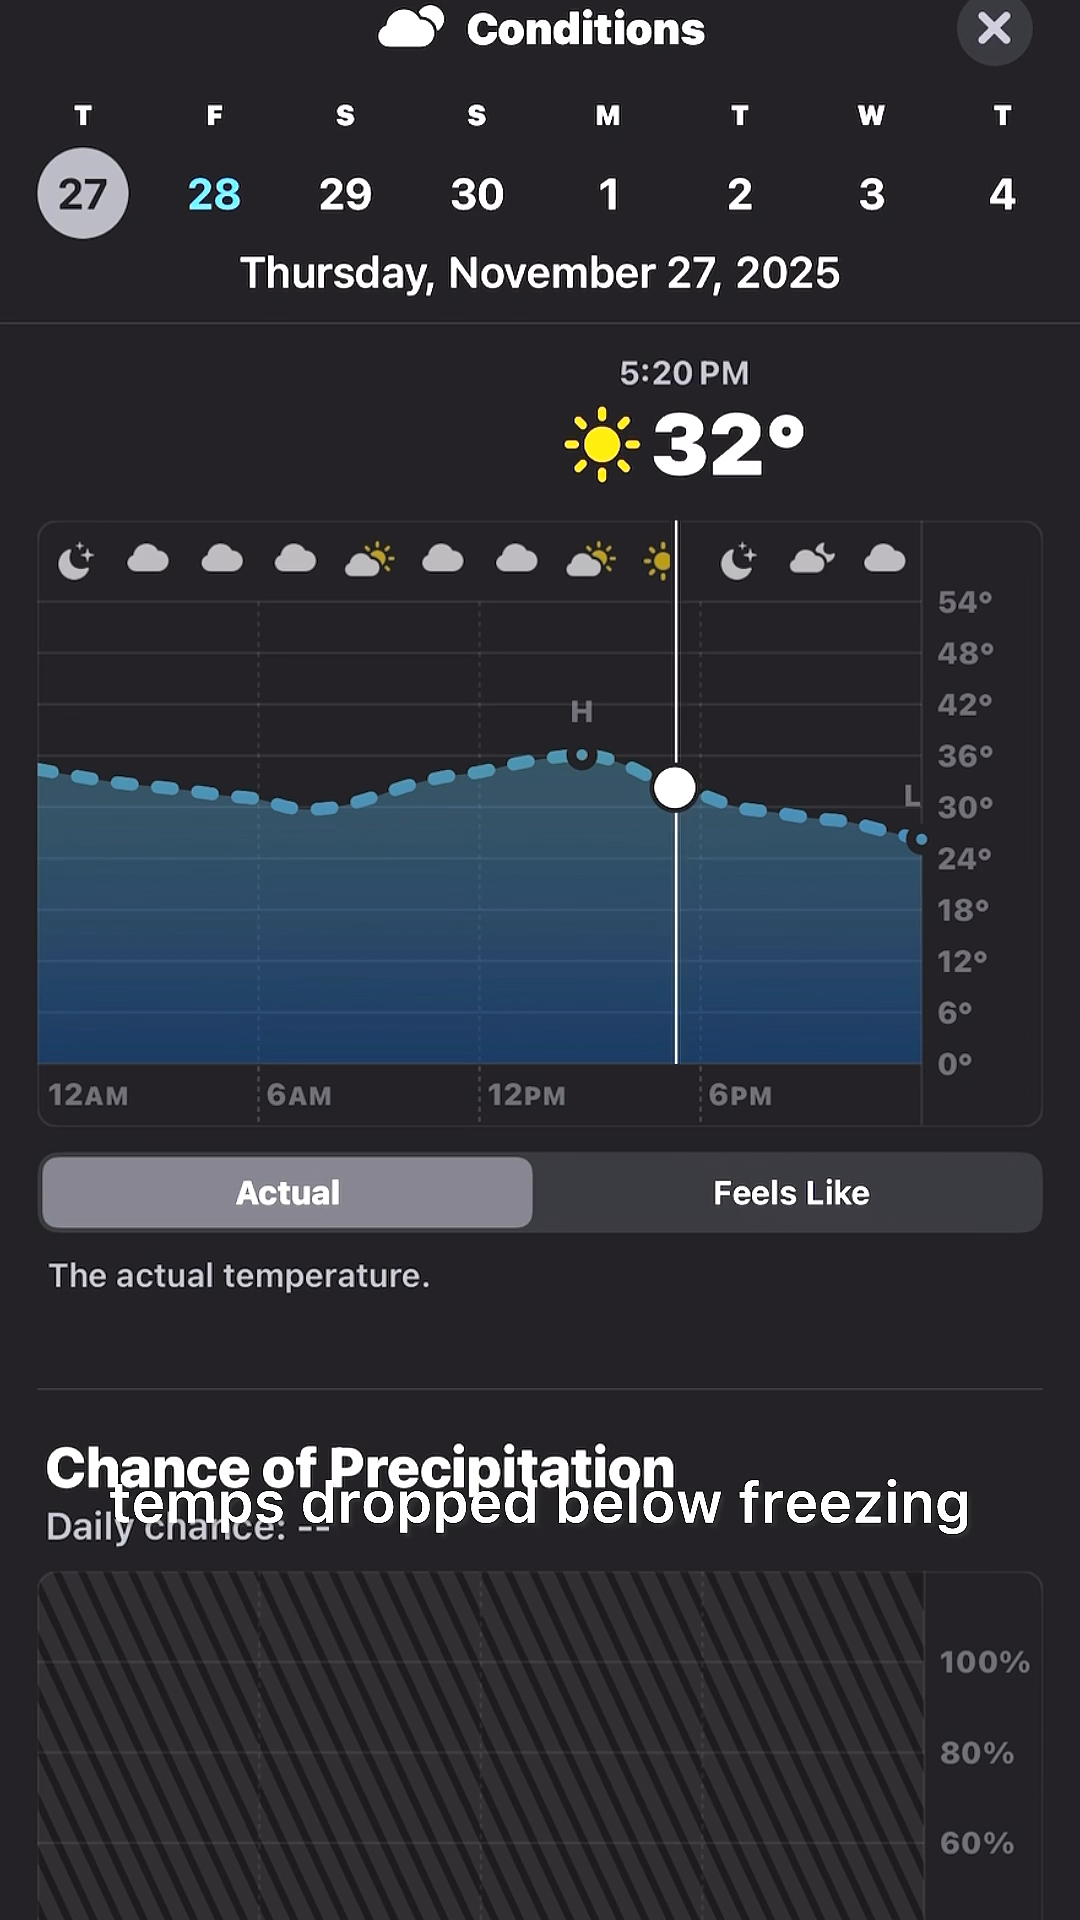 Conditions
T F S S M T W T
27 28 29 30 1 2 3 4
Thursday, November 27, 2025
5:20 PM
32°
54°
48°
42°
H
36°
L
30°
24°
18°
12°
6°
0°
12AM 6AM 12PM 6PM
Actual Feels Like
The actual temperature.
Chance of Precipitation
temps dropped below freezing
Daily chance: --
100%
80%
60%